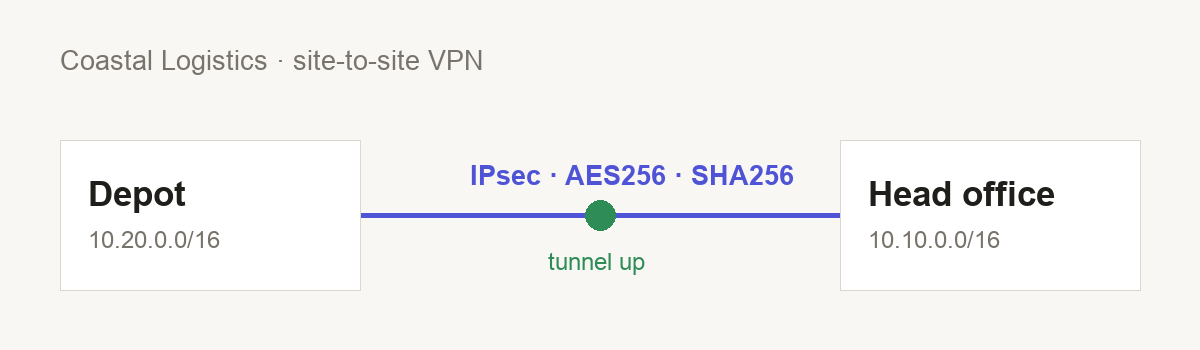 Coastal Logistics · site-to-site VPN
IPsec · AES256 · SHA256
Depot
10.20.0.0/16
Head office
10.10.0.0/16
tunnel up